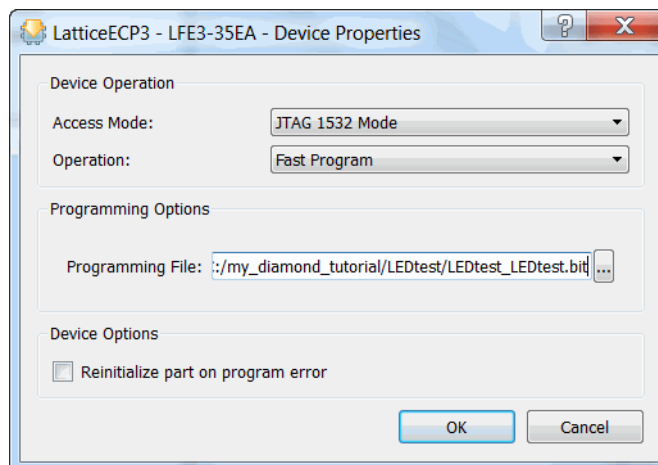 LatticeECP3 - LFE3-35EA - Device Properties
Device Operation
Access Mode: JTAG 1532 Mode
Operation: Fast Program
Programming Options
Programming File: :/my_diamond_tutorial/LEDtest/LEDtest_LEDtest.bit ...
Device Options
Reinitialize part on program error
OK Cancel